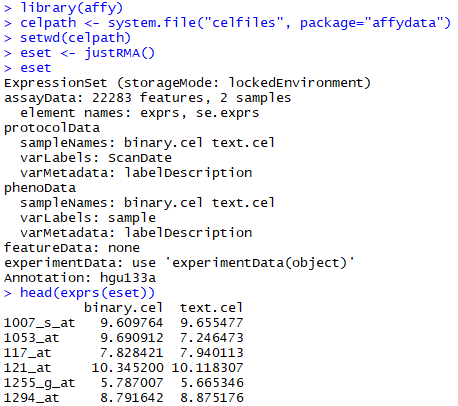 > library(affy)
> celpath <- system.file("celfiles", package="affydata")
> setwd(celpath)
> eset <- justRMA()
> eset
ExpressionSet (storageMode: lockedEnvironment)
assayData: 22283 features, 2 samples
  element names: exprs, se.exprs
protocolData
  sampleNames: binary.cel text.cel
  varLabels: ScanDate
  varMetadata: labelDescription
phenoData
  sampleNames: binary.cel text.cel
  varLabels: sample
  varMetadata: labelDescription
featureData: none
experimentData: use 'experimentData(object)'
Annotation: hgu133a
> head(exprs(eset))
          binary.cel  text.cel
1007_s_at   9.609764  9.655477
1053_at     9.690912  7.246473
117_at      7.828421  7.940113
121_at     10.345200 10.118307
1255_g_at   5.787007  5.665346
1294_at     8.791642  8.875176